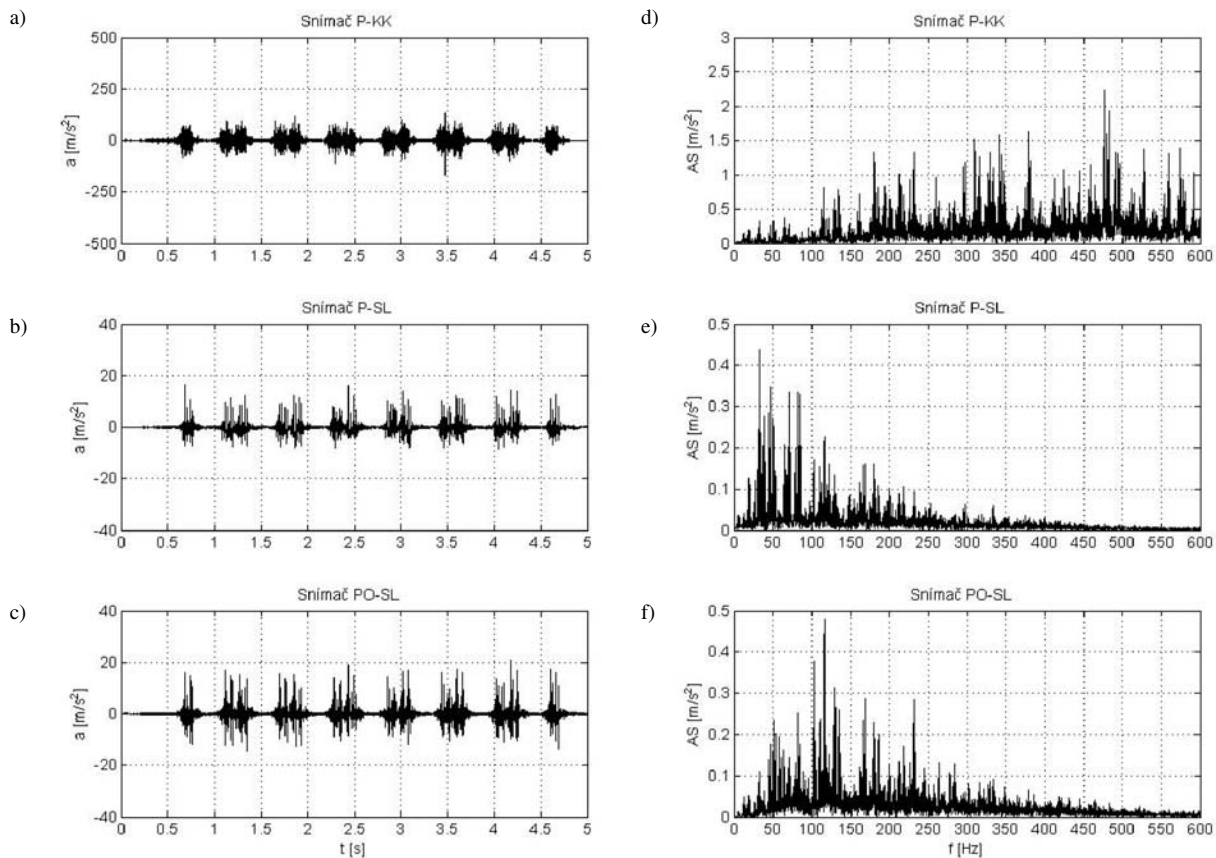 a)
Snímač P-KK
500
250
0
-250
-500
a [m/s²]
0 0.5 1 1.5 2 2.5 3 3.5 4 4.5 5
d)
Snímač P-KK
3
2.5
2
1.5
1
0.5
0
AS [m/s²]
0 50 100 150 200 250 300 350 400 450 500 550 600
b)
Snímač P-SL
40
20
0
-20
-40
a [m/s²]
0 0.5 1 1.5 2 2.5 3 3.5 4 4.5 5
e)
Snímač P-SL
0.5
0.4
0.3
0.2
0.1
0
AS [m/s²]
0 50 100 150 200 250 300 350 400 450 500 550 600
c)
Snímač PO-SL
40
20
0
-20
-40
a [m/s²]
0 0.5 1 1.5 2 2.5 3 3.5 4 4.5 5
t [s]
f)
Snímač PO-SL
0.5
0.4
0.3
0.2
0.1
0
AS [m/s²]
0 50 100 150 200 250 300 350 400 450 500 550 600
f [Hz]